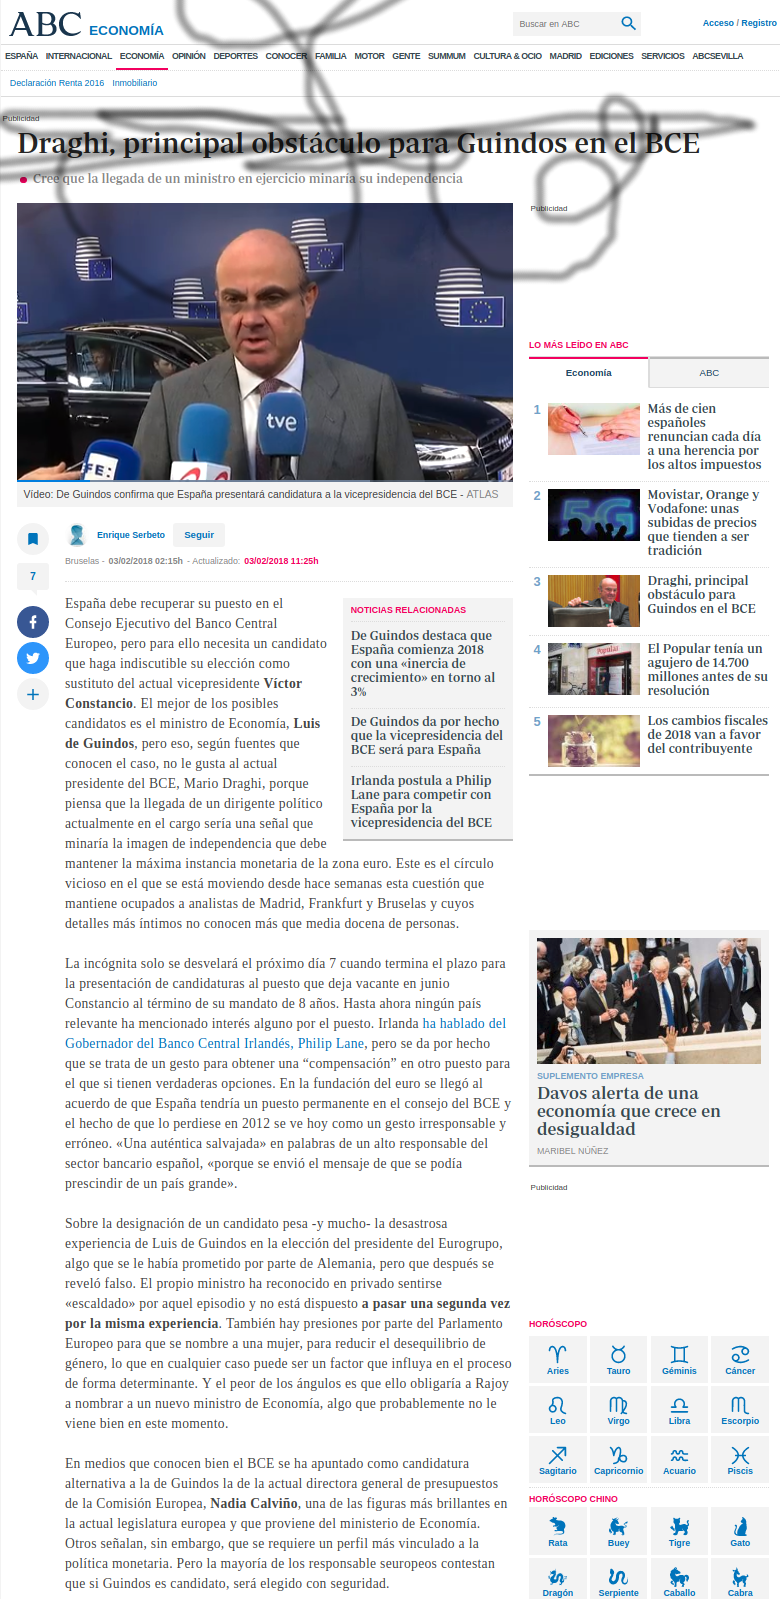 ABC ECONOMÍA
Buscar en ABC
Acceso / Registro
ESPAÑA INTERNACIONAL ECONOMÍA OPINIÓN DEPORTES CONOCER FAMILIA MOTOR GENTE SUMMUM CULTURA & OCIO MADRID EDICIONES SERVICIOS ABCSEVILLA
Declaración Renta 2016 Inmobiliario
Publicidad
Draghi, principal obstáculo para Guindos en el BCE
Cree que la llegada de un ministro en ejercicio minaría su independencia
tve
EFE:
Vídeo: De Guindos confirma que España presentará candidatura a la vicepresidencia del BCE - ATLAS
Enrique Serbeto Seguir
7
Bruselas - 03/02/2018 02:15h - Actualizado: 03/02/2018 11:25h
España debe recuperar su puesto en el
Consejo Ejecutivo del Banco Central
Europeo, pero para ello necesita un candidato
que haga indiscutible su elección como
sustituto del actual vicepresidente Víctor
Constancio. El mejor de los posibles
candidatos es el ministro de Economía, Luis
de Guindos, pero eso, según fuentes que
conocen el caso, no le gusta al actual
presidente del BCE, Mario Draghi, porque
piensa que la llegada de un dirigente político
actualmente en el cargo sería una señal que
minaría la imagen de independencia que debe
mantener la máxima instancia monetaria de la zona euro. Este es el círculo
vicioso en el que se está moviendo desde hace semanas esta cuestión que
mantiene ocupados a analistas de Madrid, Frankfurt y Bruselas y cuyos
detalles más íntimos no conocen más que media docena de personas.
NOTICIAS RELACIONADAS
De Guindos destaca que
España comienza 2018
con una «inercia de
crecimiento» en torno al
3%
De Guindos da por hecho
que la vicepresidencia del
BCE será para España
Irlanda postula a Philip
Lane para competir con
España por la
vicepresidencia del BCE
La incógnita solo se desvelará el próximo día 7 cuando termina el plazo para
la presentación de candidaturas al puesto que deja vacante en junio
Constancio al término de su mandato de 8 años. Hasta ahora ningún país
relevante ha mencionado interés alguno por el puesto. Irlanda ha hablado del
Gobernador del Banco Central Irlandés, Philip Lane, pero se da por hecho
que se trata de un gesto para obtener una “compensación” en otro puesto para
el que si tienen verdaderas opciones. En la fundación del euro se llegó al
acuerdo de que España tendría un puesto permanente en el consejo del BCE y
el hecho de que lo perdiese en 2012 se ve hoy como un gesto irresponsable y
erróneo. «Una auténtica salvajada» en palabras de un alto responsable del
sector bancario español, «porque se envió el mensaje de que se podía
prescindir de un país grande».
Sobre la designación de un candidato pesa -y mucho- la desastrosa
experiencia de Luis de Guindos en la elección del presidente del Eurogrupo,
algo que se le había prometido por parte de Alemania, pero que después se
reveló falso. El propio ministro ha reconocido en privado sentirse
«escaldado» por aquel episodio y no está dispuesto a pasar una segunda vez
por la misma experiencia. También hay presiones por parte del Parlamento
Europeo para que se nombre a una mujer, para reducir el desequilibrio de
género, lo que en cualquier caso puede ser un factor que influya en el proceso
de forma determinante. Y el peor de los ángulos es que ello obligaría a Rajoy
a nombrar a un nuevo ministro de Economía, algo que probablemente no le
viene bien en este momento.
En medios que conocen bien el BCE se ha apuntado como candidatura
alternativa a la de Guindos la de la actual directora general de presupuestos
de la Comisión Europea, Nadia Calviño, una de las figuras más brillantes en
la actual legislatura europea y que proviene del ministerio de Economía.
Otros señalan, sin embargo, que se requiere un perfil más vinculado a la
política monetaria. Pero la mayoría de los responsable seuropeos contestan
que si Guindos es candidato, será elegido con seguridad.
Publicidad
LO MÁS LEÍDO EN ABC
Economía ABC
1 Más de cien
españoles
renuncian cada día
a una herencia por
los altos impuestos
2 Movistar, Orange y
Vodafone: unas
subidas de precios
que tienden a ser
tradición
5G
3 Draghi, principal
obstáculo para
Guindos en el BCE
4 El Popular tenía un
agujero de 14.700
millones antes de su
resolución
Popular
5 Los cambios fiscales
de 2018 van a favor
del contribuyente
SUPLEMENTO EMPRESA
Davos alerta de una
economía que crece en
desigualdad
MARIBEL NÚÑEZ
Publicidad
HORÓSCOPO
Aries Tauro Géminis Cáncer
Leo Virgo Libra Escorpio
Sagitario Capricornio Acuario Piscis
HORÓSCOPO CHINO
Rata Buey Tigre Gato
Dragón Serpiente Caballo Cabra